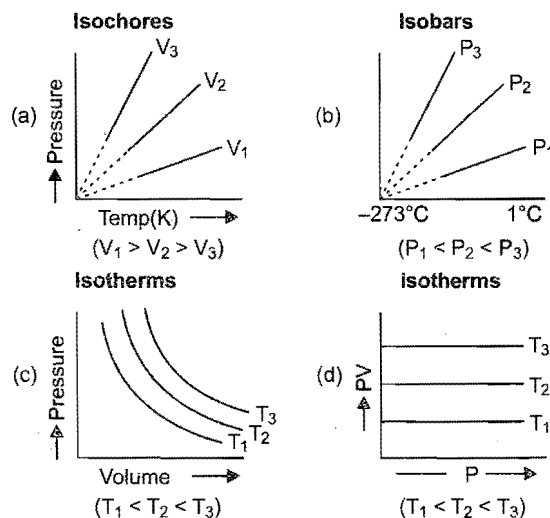 Isochores
(a)
Pressure
V3
V2
V1
Temp(K)
(V1 > V2 > V3)
Isobars
(b)
P3
P2
–273°C
1°C
(P1 < P2 < P3)
Isotherms
(c)
Pressure
T3
T2
T1
Volume
(T1 < T2 < T3)
isotherms
(d)
PV
T3
T2
T1
P
(T1 < T2 < T3)